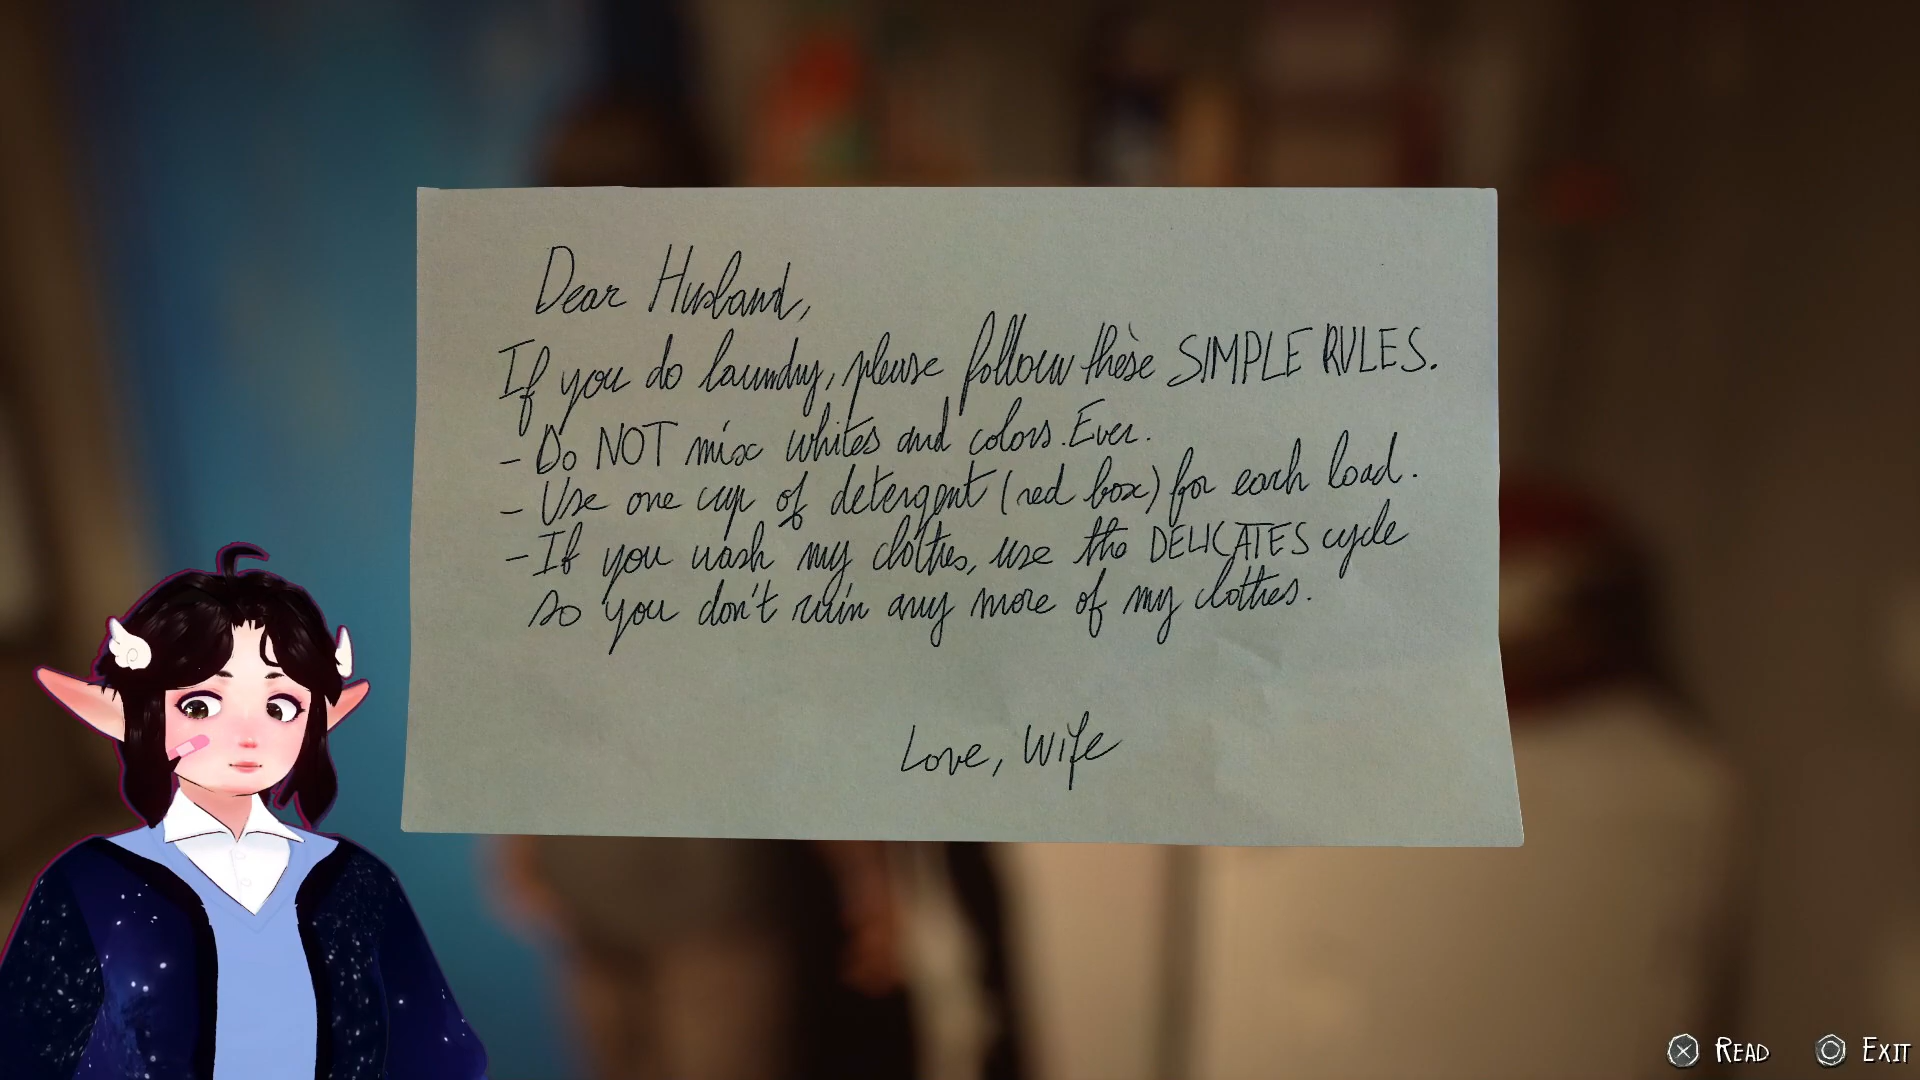 Dear Husband,
If you do laundry, please follow these SIMPLE RULES.
- Do NOT mix whites and colors. Ever.
- Use one cup of detergent (red box) for each load.
- If you wash my clothes, use the DELICATES cycle
so you don't ruin any more of my clothes.
Love, Wife
READ EXIT